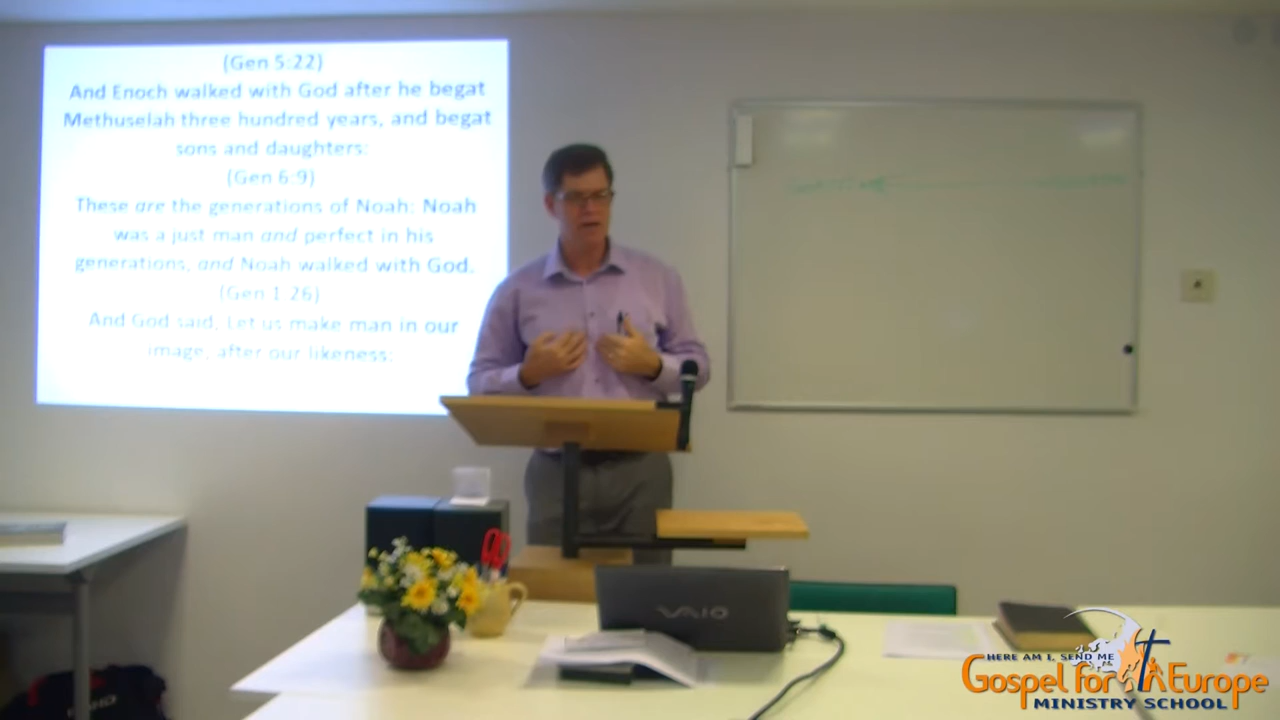 (Gen 5:22)
And Enoch walked with God after he begat
Methuselah three hundred years, and begat
sons and daughters:
(Gen 6:9)
These are the generations of Noah: Noah
was a just man and perfect in his
generations, and Noah walked with God.
(Gen 1:26)
And God said, Let us make man in our
image, after our likeness:
VAIO
HERE AM I, SEND ME
GOSPEL FOR EUROPE
MINISTRY SCHOOL